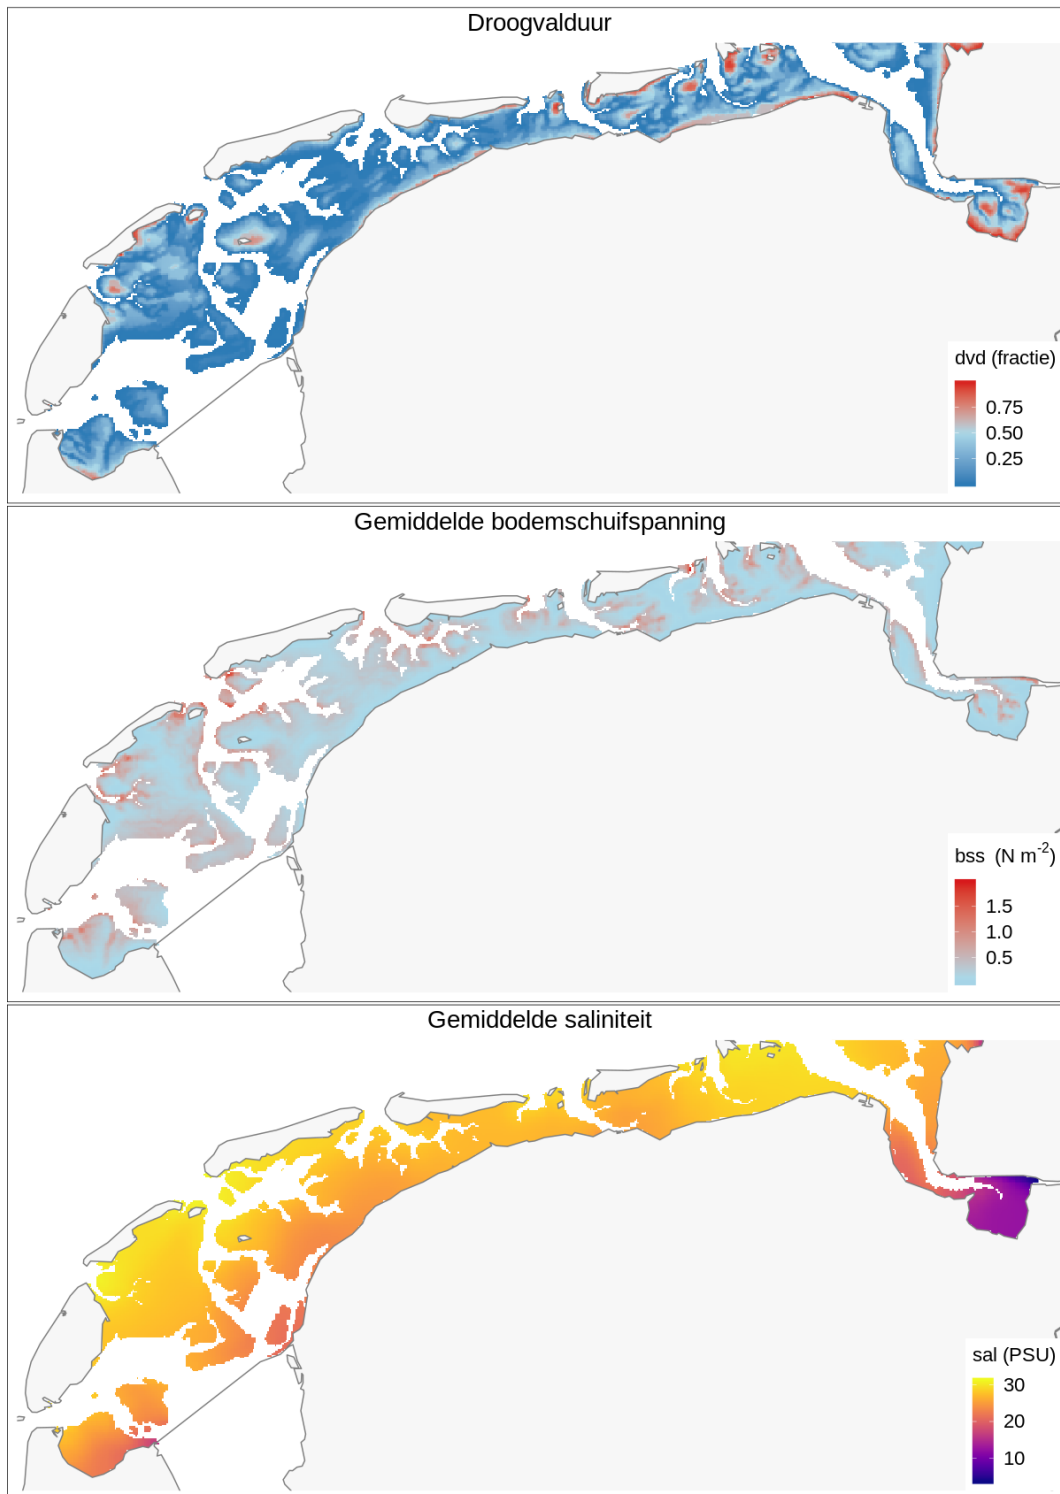 Droogvalduur
dvd (fractie)
0.75
0.50
0.25
Gemiddelde bodemschuifspanning
bss (N m-2)
1.5
1.0
0.5
Gemiddelde saliniteit
sal (PSU)
30
20
10